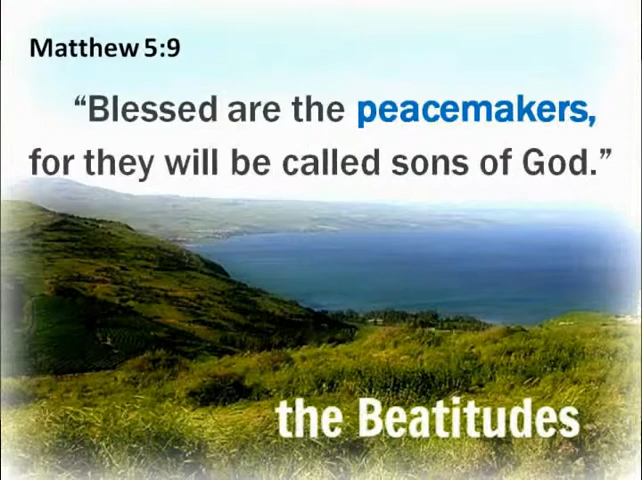 Matthew 5:9
“Blessed are the peacemakers,
for they will be called sons of God.”
the Beatitudes